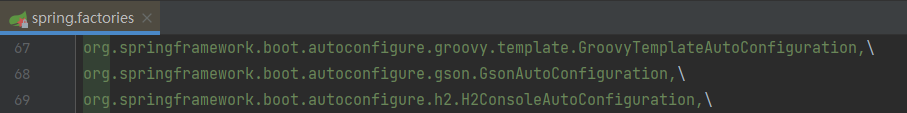 spring.factories
67 org.springframework.boot.autoconfigure.groovy.template.GroovyTemplateAutoConfiguration,\
68 org.springframework.boot.autoconfigure.gson.GsonAutoConfiguration,\
69 org.springframework.boot.autoconfigure.h2.H2ConsoleAutoConfiguration,\